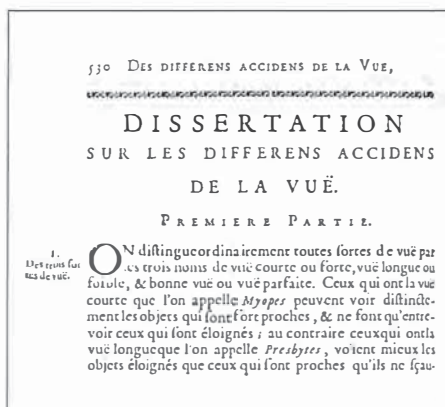 530 DES DIFFERENS ACCIDENS DE LA VUE,
DISSERTATION
SUR LES DIFFERENS ACCIDENS
DE LA VUË.
PREMIERE PARTIE.
I.
Des trois sor
tes de vuë.
ON distingue ordinairement toutes sortes de vuë par
les trois noms de vuë courte ou forte, vuë longue ou
foible, & bonne vuë ou vuë parfaite. Ceux qui ont la vuë
courte que l'on appelle Myopes peuvent voir distincte-
ment les objets qui sont fort proches, & ne font qu'entre-
voir ceux qui sont éloignés ; au contraire ceux qui ont la
vuë longue que l'on appelle Presbytes, voient mieux les
objets éloignés que ceux qui sont proches qu'ils ne sçau-